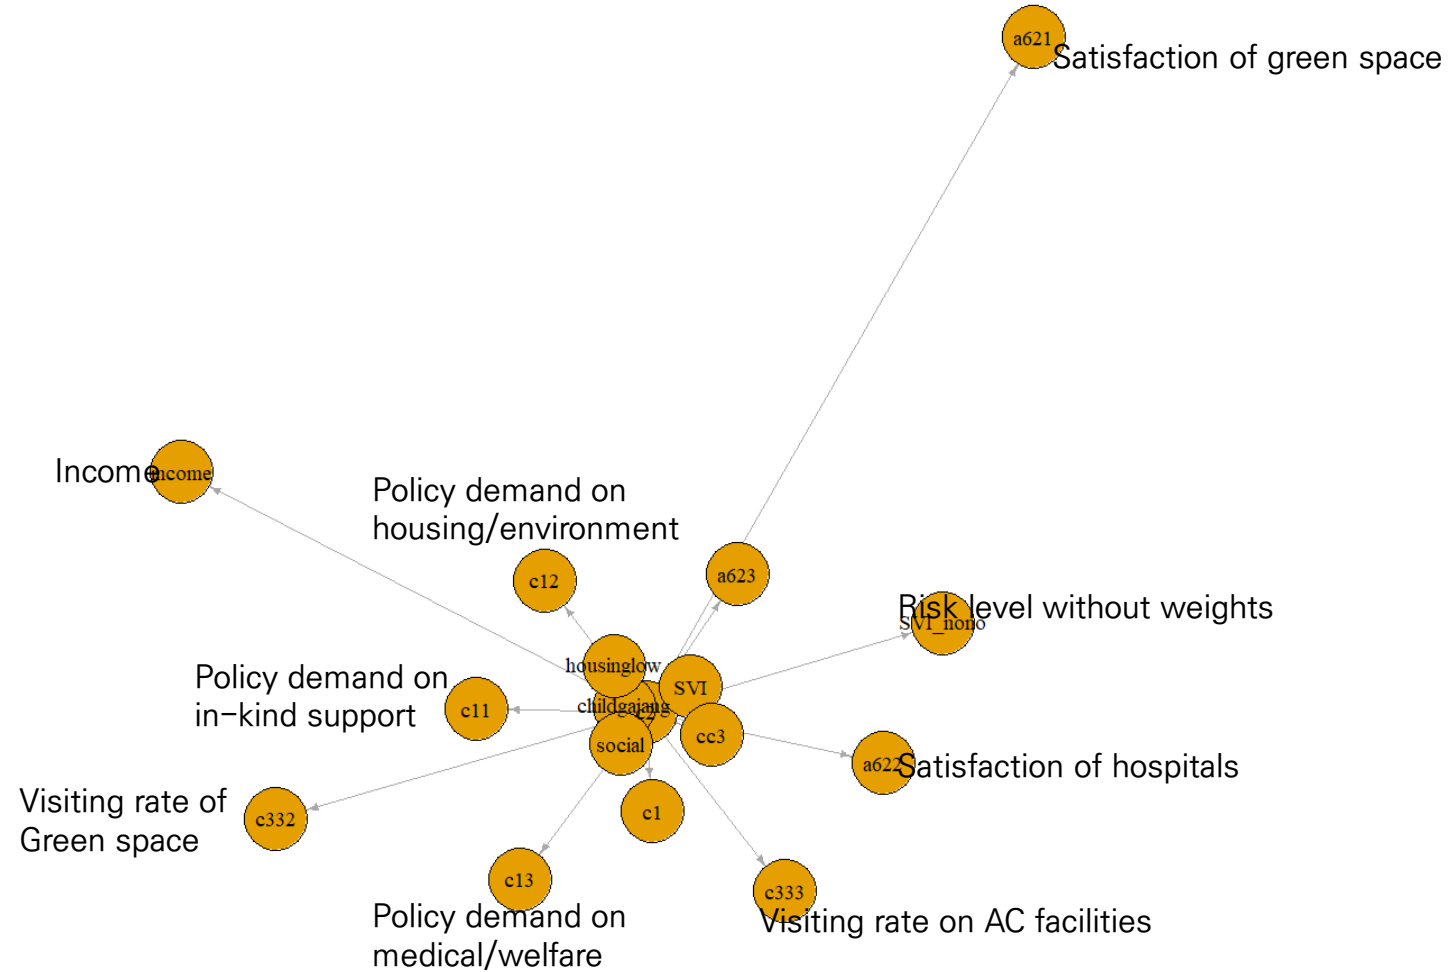 a621
Satisfaction of green space
Income
income
Policy demand on
housing/environment
c12
a623
Risk level without weights
SVI_nono
housinglow
Policy demand on
in-kind support
c11
childgajang
c2
SVI
social
cc3
a622
Satisfaction of hospitals
Visiting rate of
Green space
c332
c1
c13
Policy demand on
medical/welfare
c333
Visiting rate on AC facilities